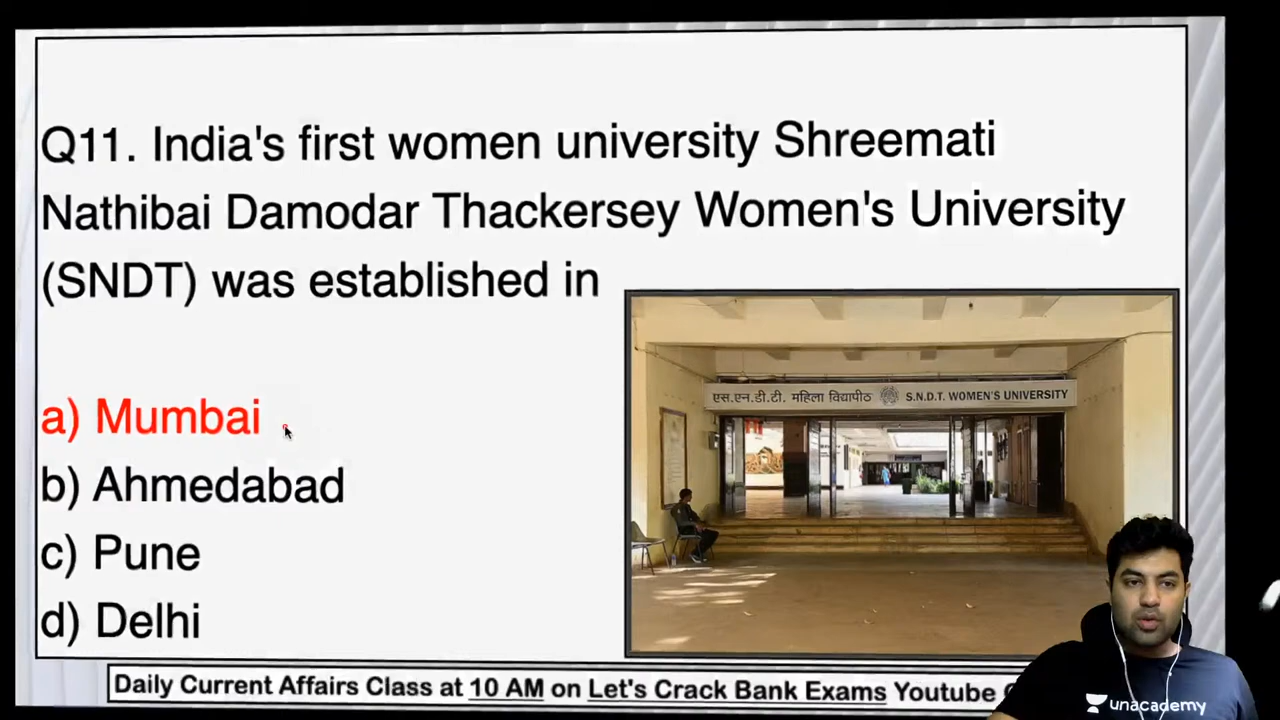 Q11. India's first women university Shreemati
Nathibai Damodar Thackersey Women's University
(SNDT) was established in
एस.एन.डी.टी. महिला विद्यापीठ S.N.D.T. WOMEN'S UNIVERSITY
a) Mumbai
b) Ahmedabad
c) Pune
d) Delhi
Daily Current Affairs Class at 10 AM on Let's Crack Bank Exams Youtube
unacademy